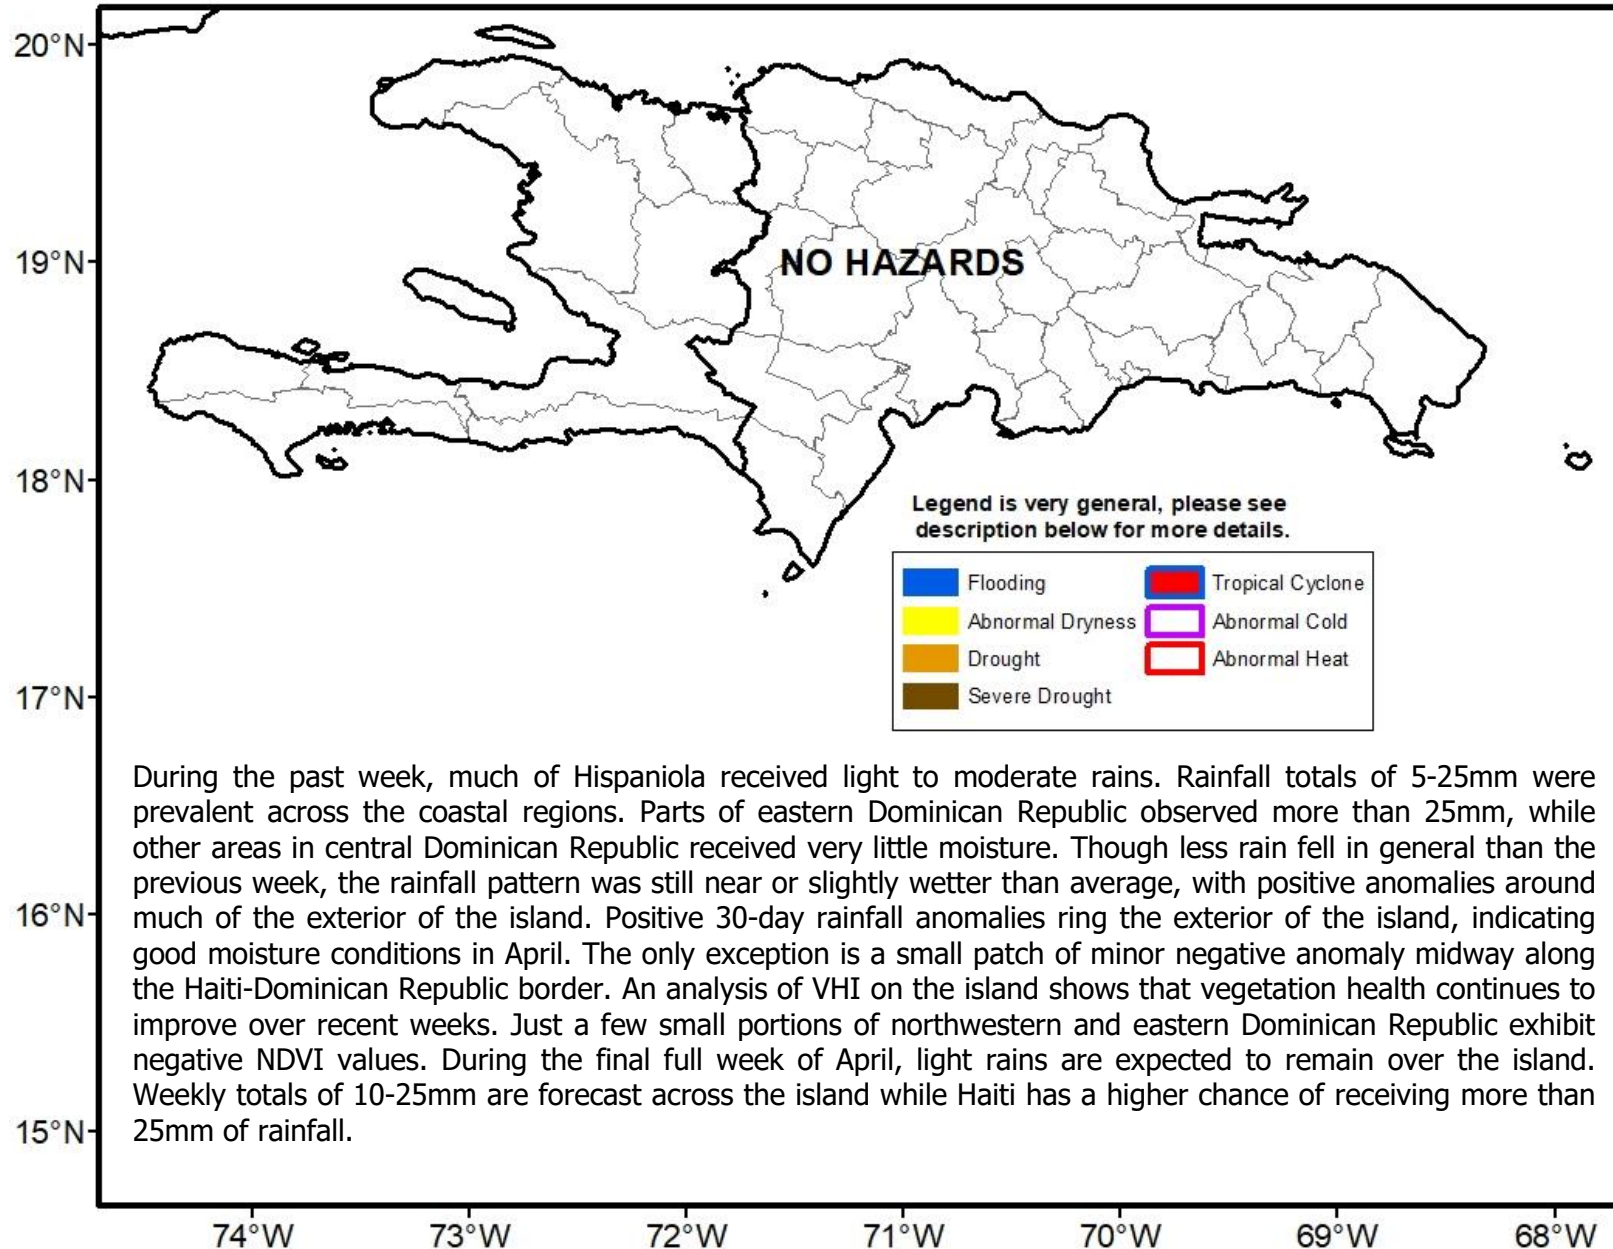 20°N
19°N
NO HAZARDS
18°N
Legend is very general, please see
description below for more details.
Flooding
Tropical Cyclone
Abnormal Dryness
Abnormal Cold
Drought
Abnormal Heat
Severe Drought
17°N
During the past week, much of Hispaniola received light to moderate rains. Rainfall totals of 5-25mm were
prevalent across the coastal regions. Parts of eastern Dominican Republic observed more than 25mm, while
other areas in central Dominican Republic received very little moisture. Though less rain fell in general than the
previous week, the rainfall pattern was still near or slightly wetter than average, with positive anomalies around
much of the exterior of the island. Positive 30-day rainfall anomalies ring the exterior of the island, indicating
good moisture conditions in April. The only exception is a small patch of minor negative anomaly midway along
the Haiti-Dominican Republic border. An analysis of VHI on the island shows that vegetation health continues to
improve over recent weeks. Just a few small portions of northwestern and eastern Dominican Republic exhibit
negative NDVI values. During the final full week of April, light rains are expected to remain over the island.
Weekly totals of 10-25mm are forecast across the island while Haiti has a higher chance of receiving more than
25mm of rainfall.
16°N
15°N
74°W
73°W
72°W
71°W
70°W
69°W
68°W